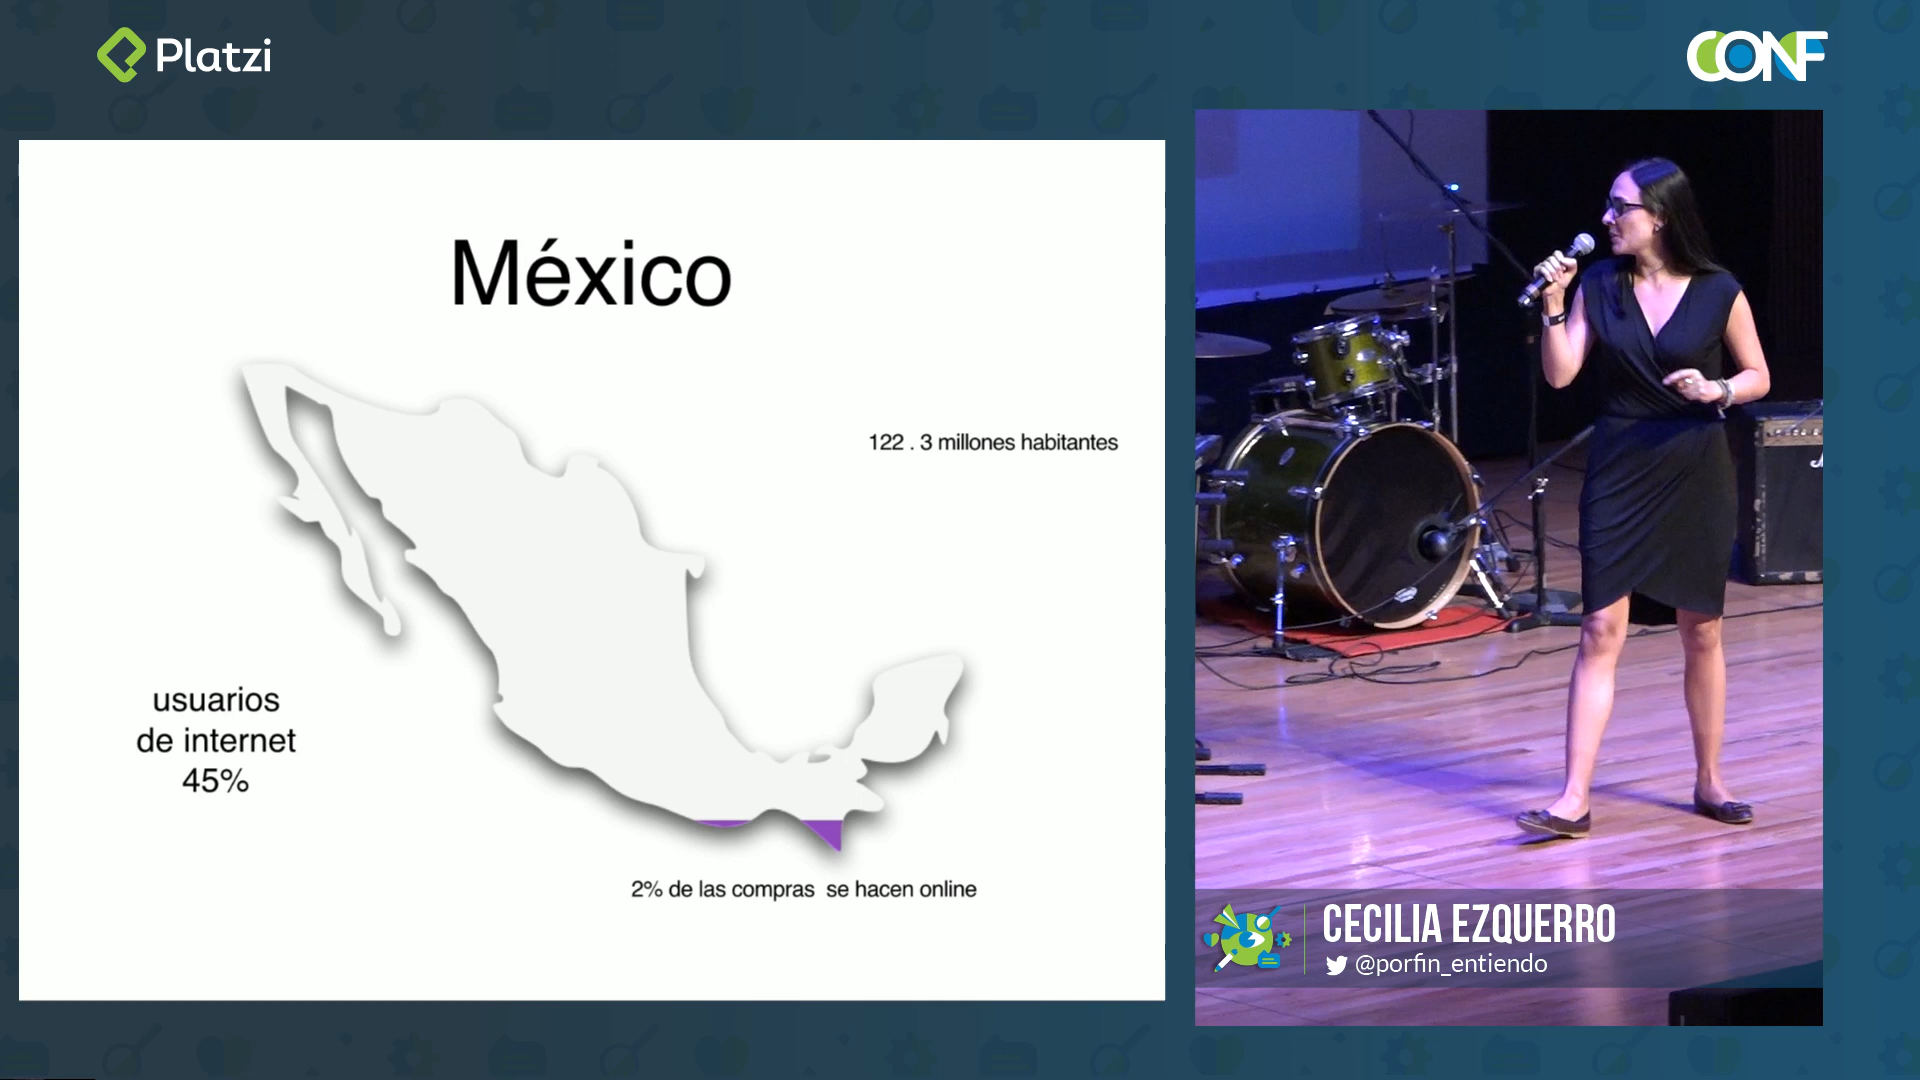 Platzi
CONF
México
122 . 3 millones habitantes
usuarios
de internet
45%
2% de las compras  se hacen online
CECILIA EZQUERRO
@porfin_entiendo